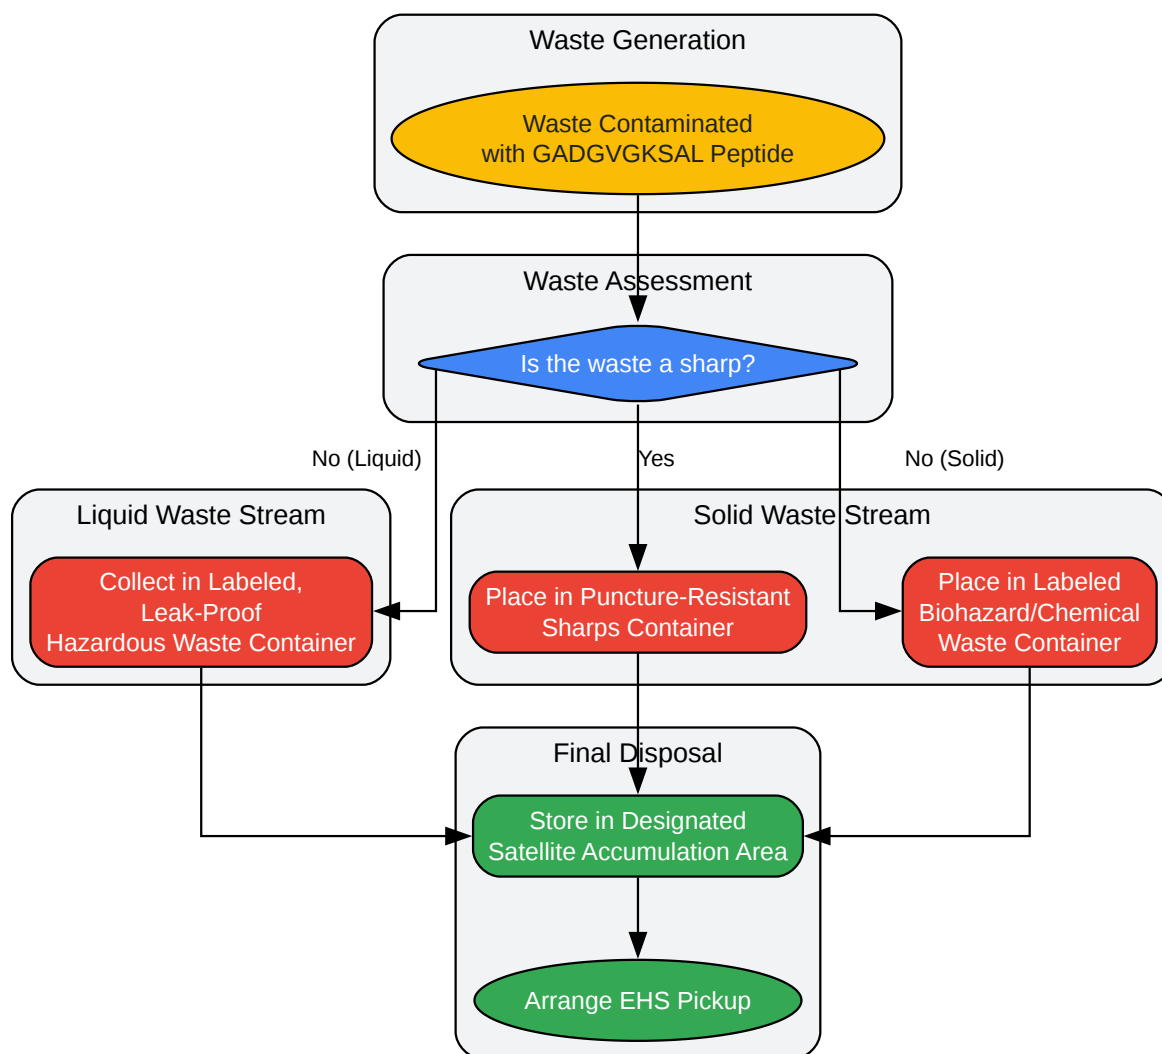 Waste Generation
Waste Contaminated
with GADGVGKSAL Peptide
Waste Assessment
Is the waste a sharp?
No (Liquid)
Yes
No (Solid)
Liquid Waste Stream
Collect in Labeled,
Leak-Proof
Hazardous Waste Container
Solid Waste Stream
Place in Puncture-Resistant
Sharps Container
Place in Labeled
Biohazard/Chemical
Waste Container
Final Disposal
Store in Designated
Satellite Accumulation Area
Arrange EHS Pickup